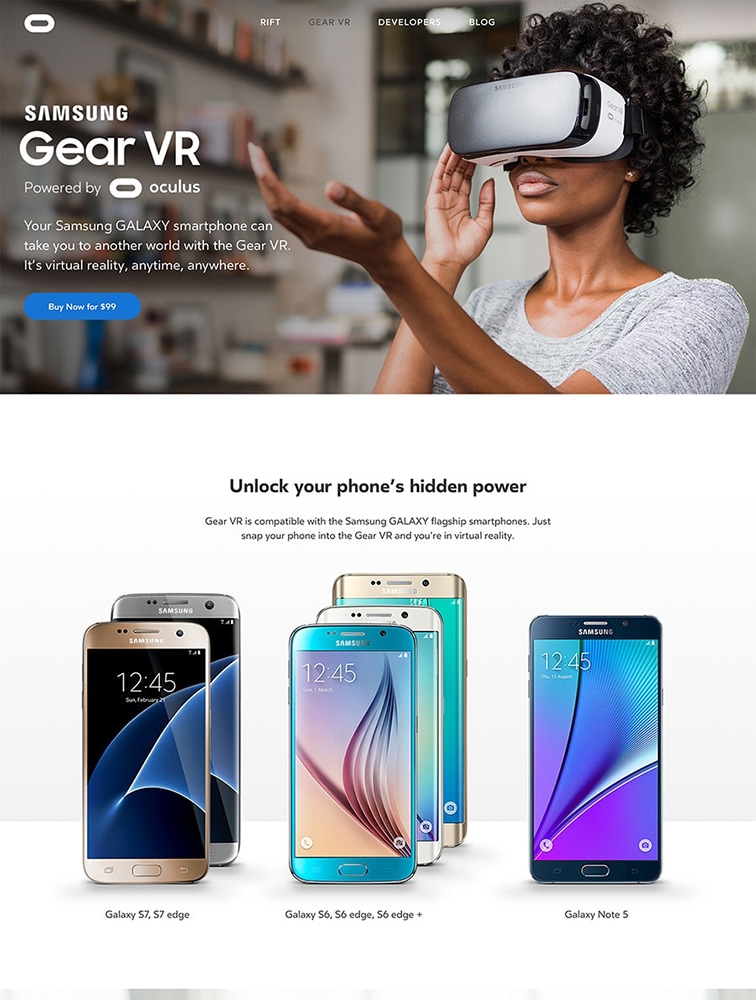 RIFT GEAR VR DEVELOPERS BLOG
SAMSUNG
Gear VR
Powered by oculus
Your Samsung GALAXY smartphone can
take you to another world with the Gear VR.
It's virtual reality, anytime, anywhere.
Buy Now for $99
SAMSUNG
Gear VR
oculus
Unlock your phone's hidden power
Gear VR is compatible with the Samsung GALAXY flagship smartphones. Just
snap your phone into the Gear VR and you're in virtual reality.
SAMSUNG
SAMSUNG
12:45
Sun, February 21
SAMSUNG
SAMSUNG
SAMSUNG
12:45
Sun, 1 March
SAMSUNG
12:45
Thu, 13 August
Galaxy S7, S7 edge
Galaxy S6, S6 edge, S6 edge +
Galaxy Note 5